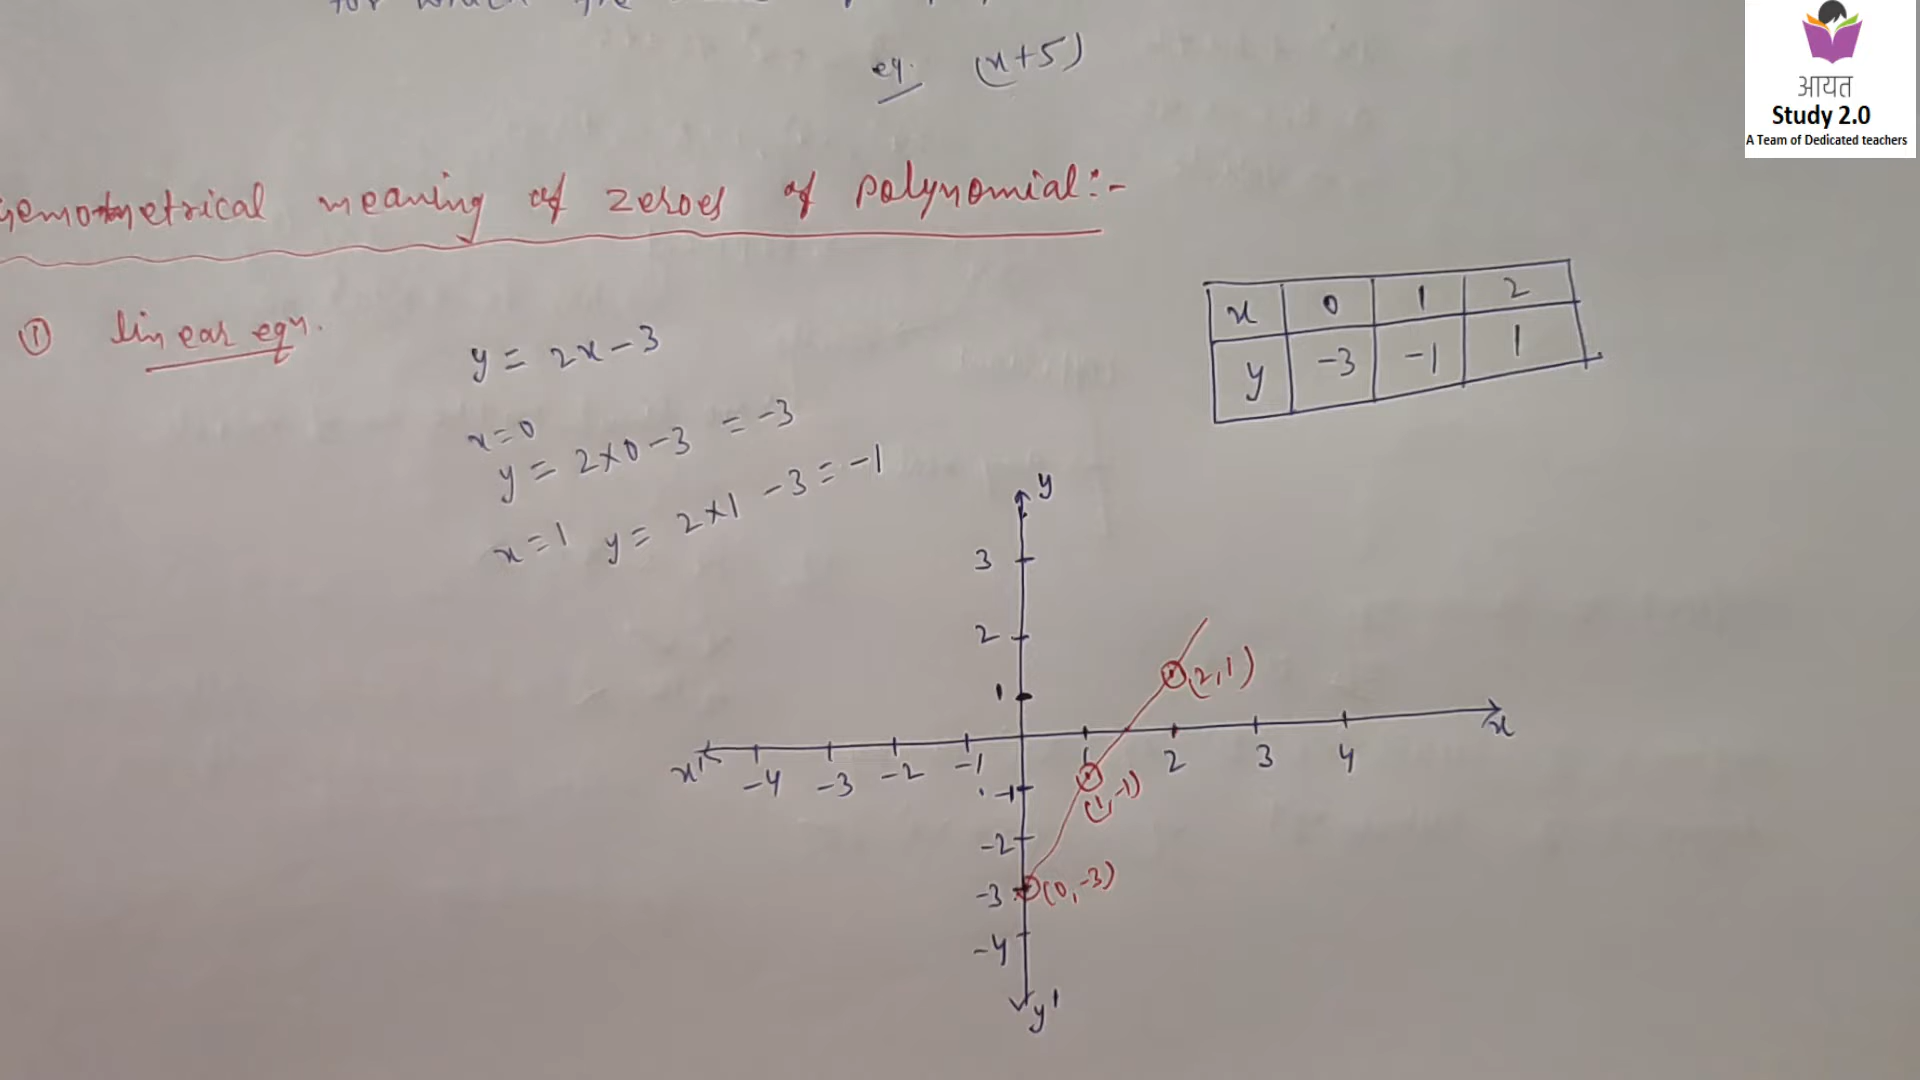 eg. (x+5)
आयत
Study 2.0
A Team of Dedicated teachers
meaning of zeroes of polynomial:-
① linear eqn.
y = 2x-3
x=0
y = 2×0-3 = -3
x=1 y= 2×1 -3=-1
x 0 1 2
y -3 -1 1
y
3
2
1
(2,1)
x
x' -4 -3 -2 -1 1 2 3 4
-1 (1,-1)
-2
-3 (0,-3)
-4
y'